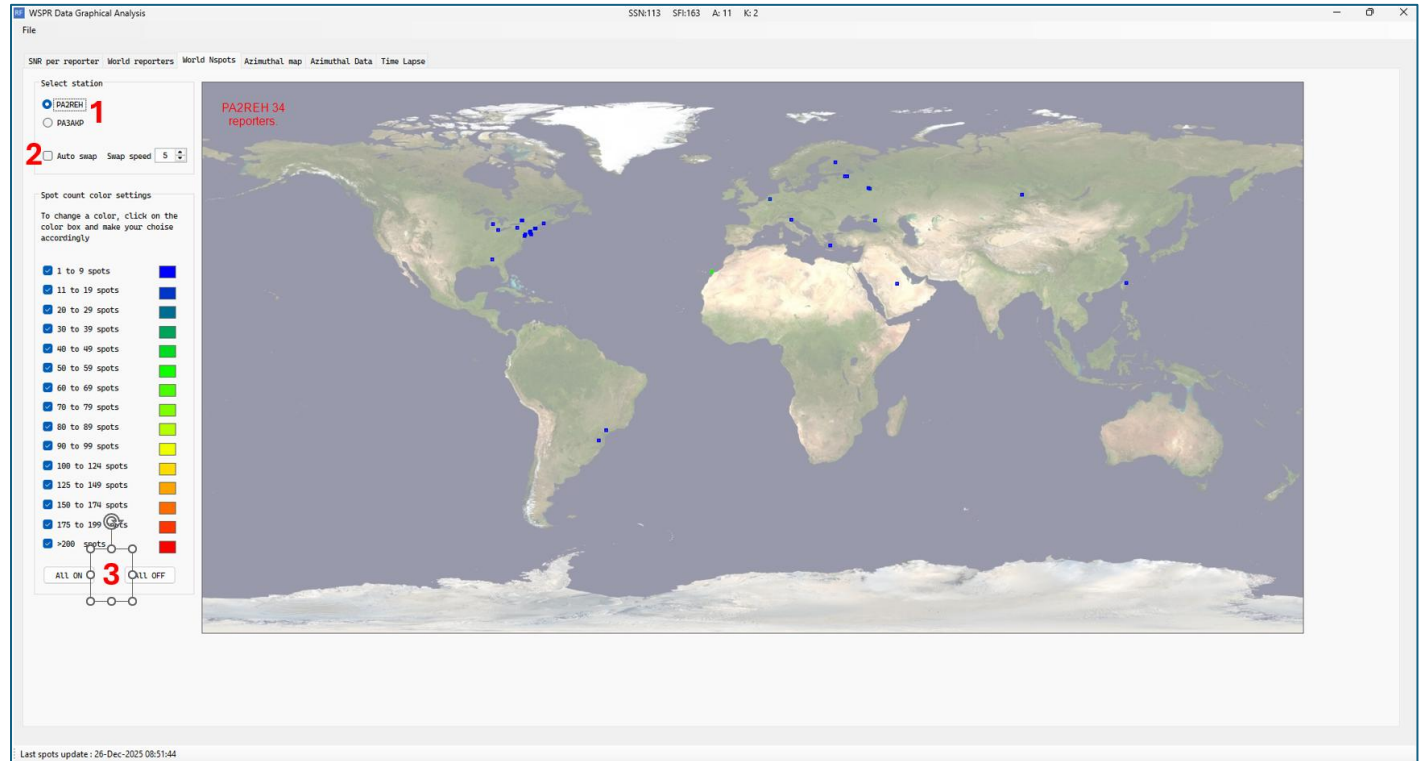 RF WSPR Data Graphical Analysis
SSN:113 SFI:163 A: 11 K: 2
File
SNR per reporter World reporters World Nspots Azimuthal map Azimuthal Data Time Lapse
Select station
PA2REH
1
PA3AKP
2
Auto swap Swap speed 5
PA2REH 34
reporters.
Spot count color settings
To change a color, click on the
color box and make your choise
accordingly
1 to 9 spots
11 to 19 spots
20 to 29 spots
30 to 39 spots
40 to 49 spots
50 to 59 spots
60 to 69 spots
70 to 79 spots
80 to 89 spots
90 to 99 spots
100 to 124 spots
125 to 149 spots
150 to 174 spots
175 to 199 spots
>200 spots
All ON
3
All OFF
Last spots update : 26-Dec-2025 08:51:44